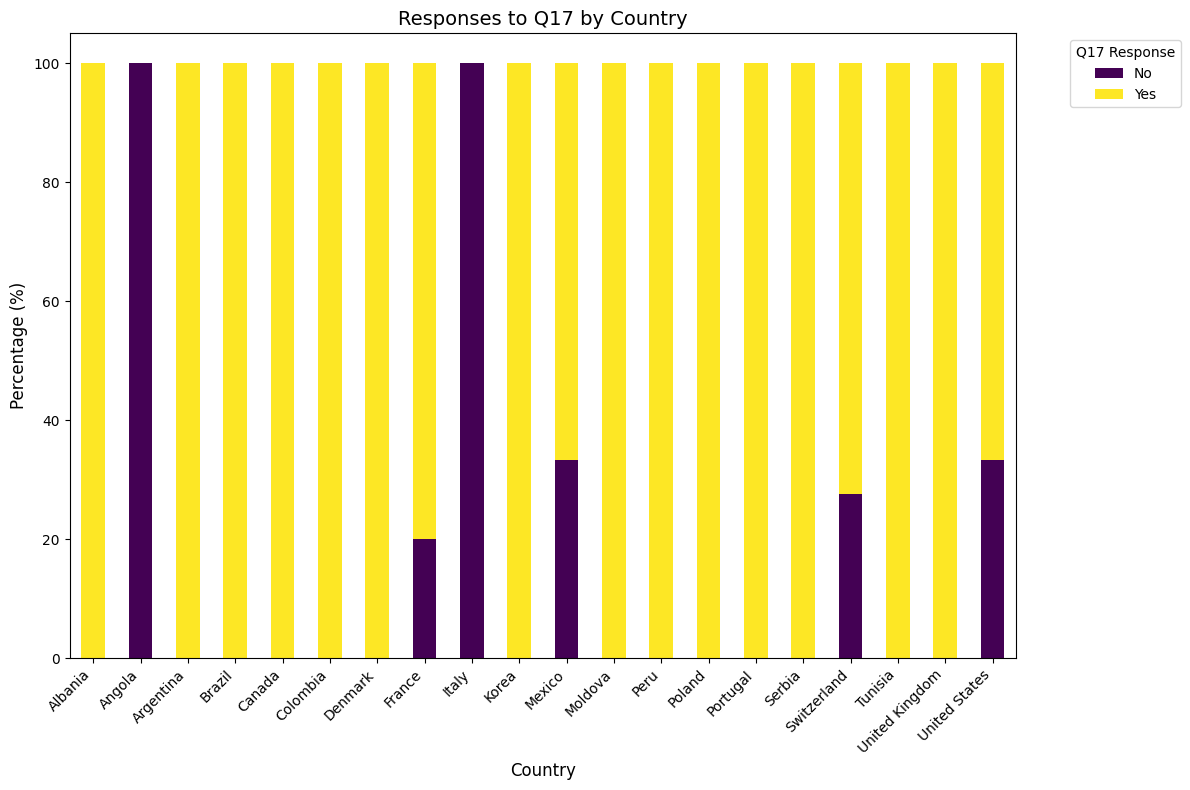 Responses to Q17 by Country
Q17 Response
No
Yes
Percentage (%)
100
80
60
40
20
0
Albania
Angola
Argentina
Brazil
Canada
Colombia
Denmark
France
Italy
Korea
Mexico
Moldova
Peru
Poland
Portugal
Serbia
Switzerland
Tunisia
United Kingdom
United States
Country